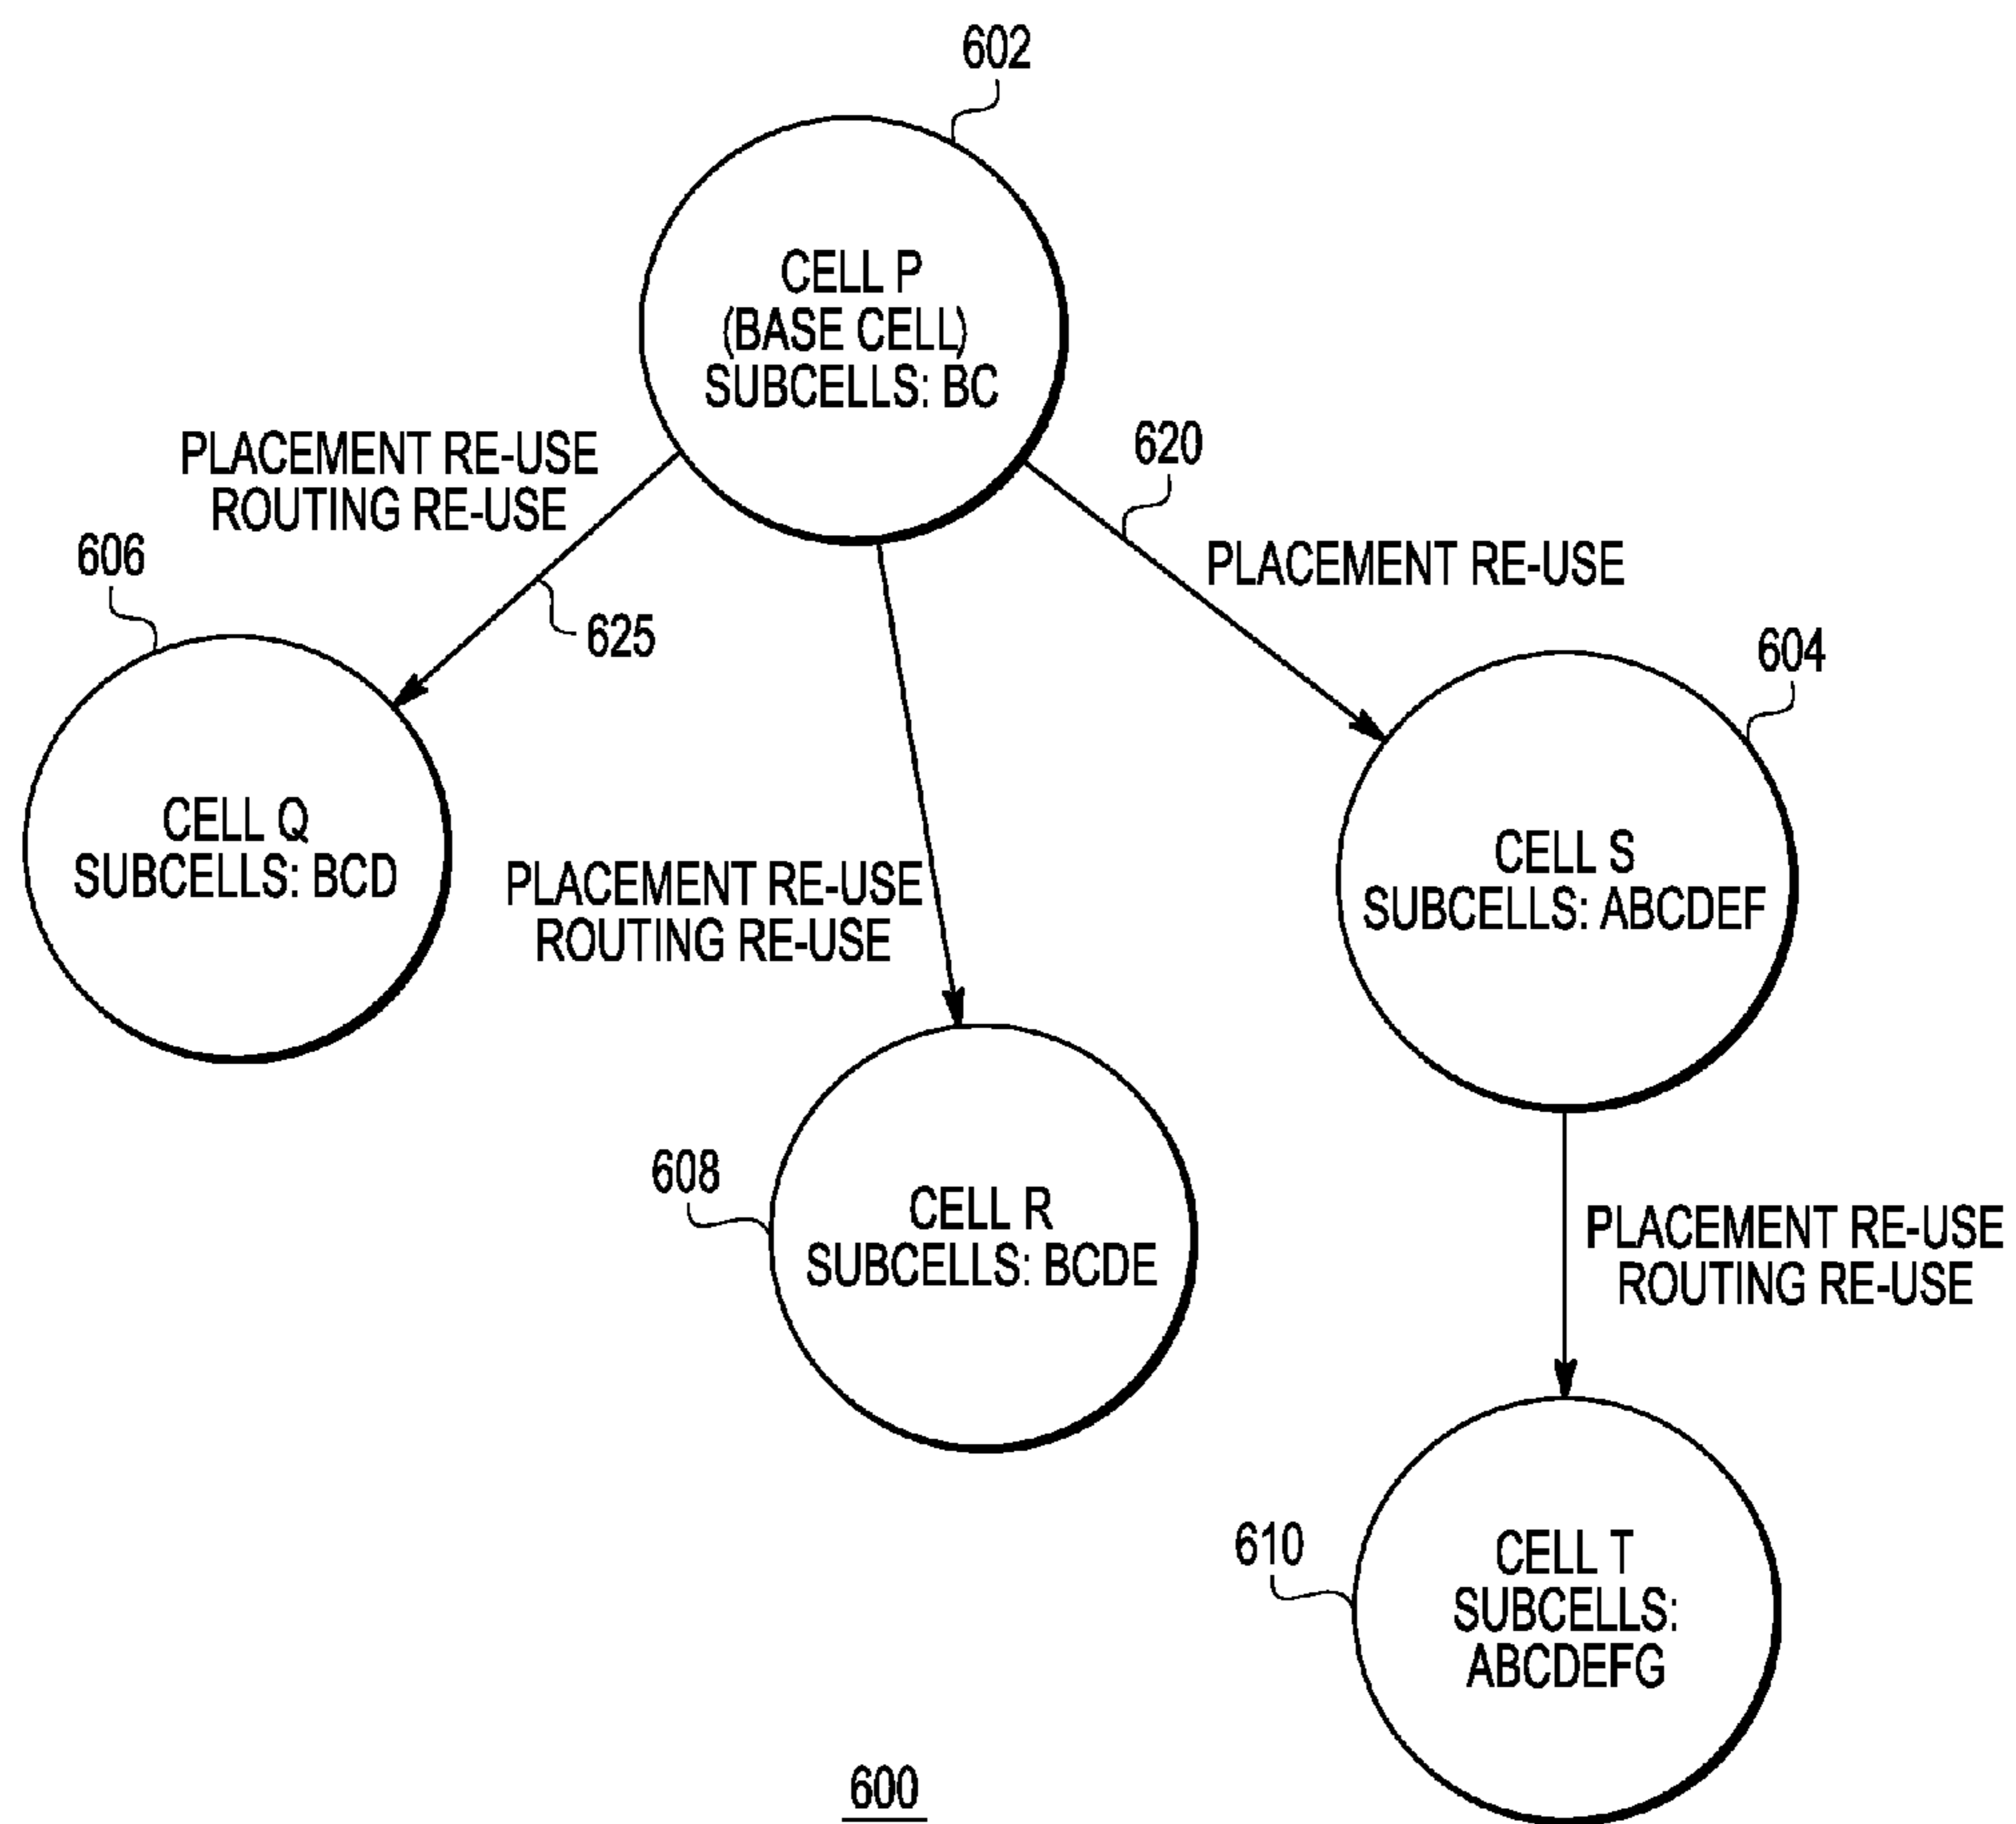 602
CELL P
(BASE CELL)
SUBCELLS: BC
PLACEMENT RE-USE
ROUTING RE-USE
620
PLACEMENT RE-USE
606
625
604
CELL Q
SUBCELLS: BCD
PLACEMENT RE-USE
ROUTING RE-USE
CELL S
SUBCELLS: ABCDEF
608
CELL R
SUBCELLS: BCDE
PLACEMENT RE-USE
ROUTING RE-USE
610
CELL T
SUBCELLS:
ABCDEFG
600